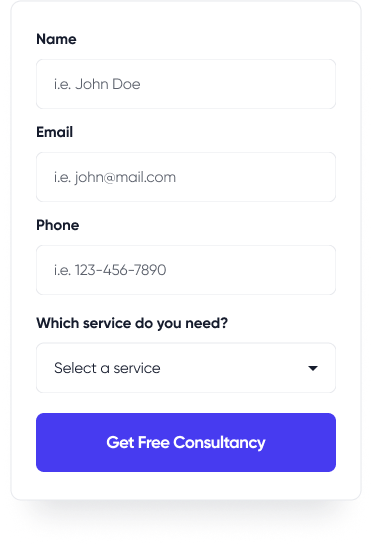 Name
i.e. John Doe
Email
i.e. john@mail.com
Phone
i.e. 123-456-7890
Which service do you need?
Select a service
Get Free Consultancy